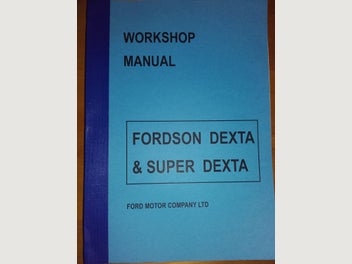 WORKSHOP
MANUAL
FORDSON DEXTA
& SUPER DEXTA
FORD MOTOR COMPANY LTD